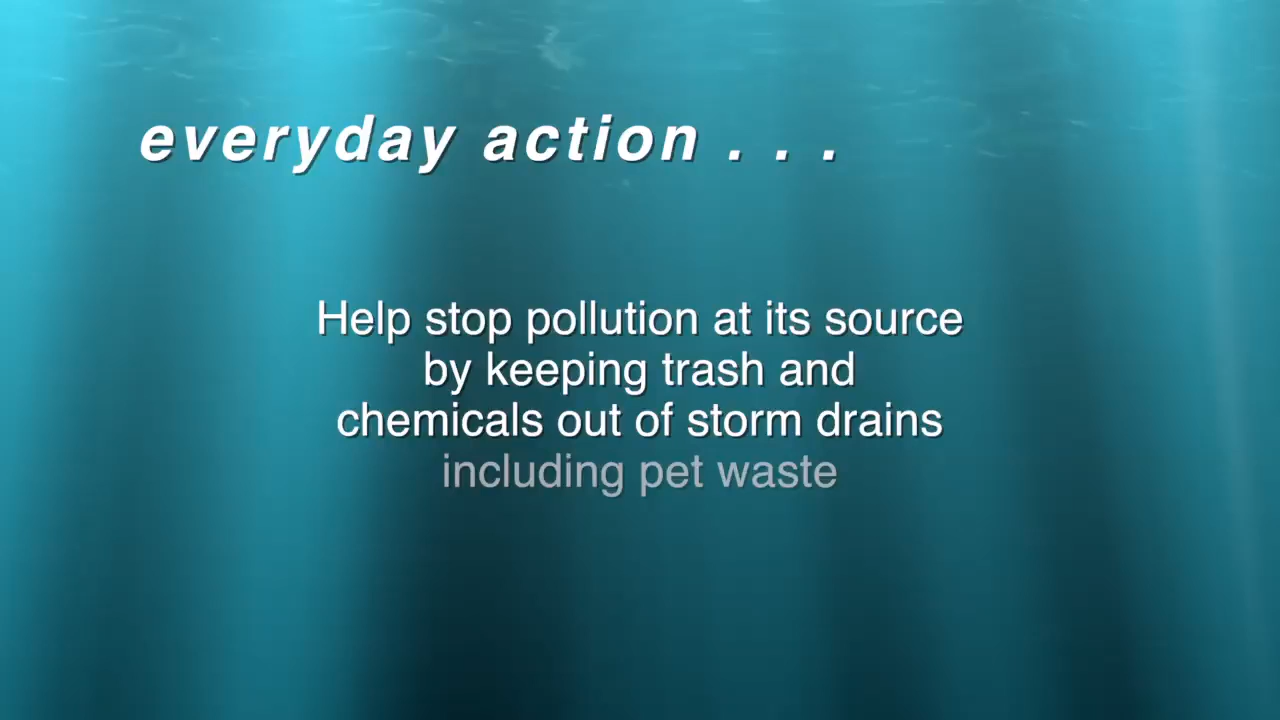 everyday action . . .
Help stop pollution at its source
by keeping trash and
chemicals out of storm drains
including pet waste